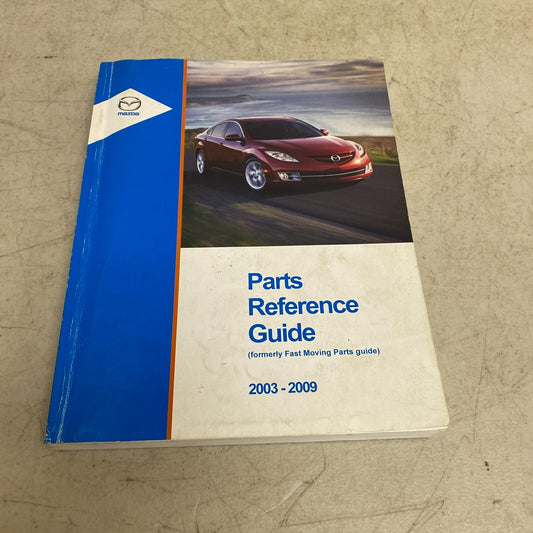 mazda
Parts
Reference
Guide
(formerly Fast Moving Parts guide)
2003 - 2009